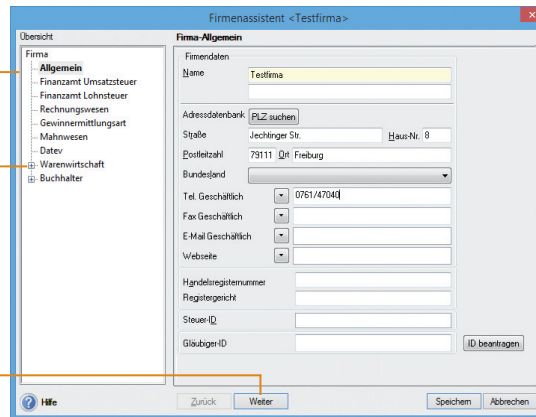 Firmenassistent <Testfirma>
Übersicht
Firma
Allgemein
Finanzamt Umsatzsteuer
Finanzamt Lohnsteuer
Rechnungswesen
Gewinnermittlungsart
Mahnwesen
Datev
Warenwirtschaft
Buchhalter
Firma-Allgemein
Firmendaten
Name Testfirma
Adressdatenbank PLZ suchen
Straße Jechtinger Str. Haus-Nr. 8
Postleitzahl 79111 Ort Freiburg
Bundesland
Tel. Geschäftlich 0761/47040
Fax Geschäftlich
E-Mail Geschäftlich
Webseite
Handelsregisternummer
Registergericht
Steuer-ID
Gläubiger-ID ID beantragen
Hilfe Zurück Weiter Speichern Abbrechen